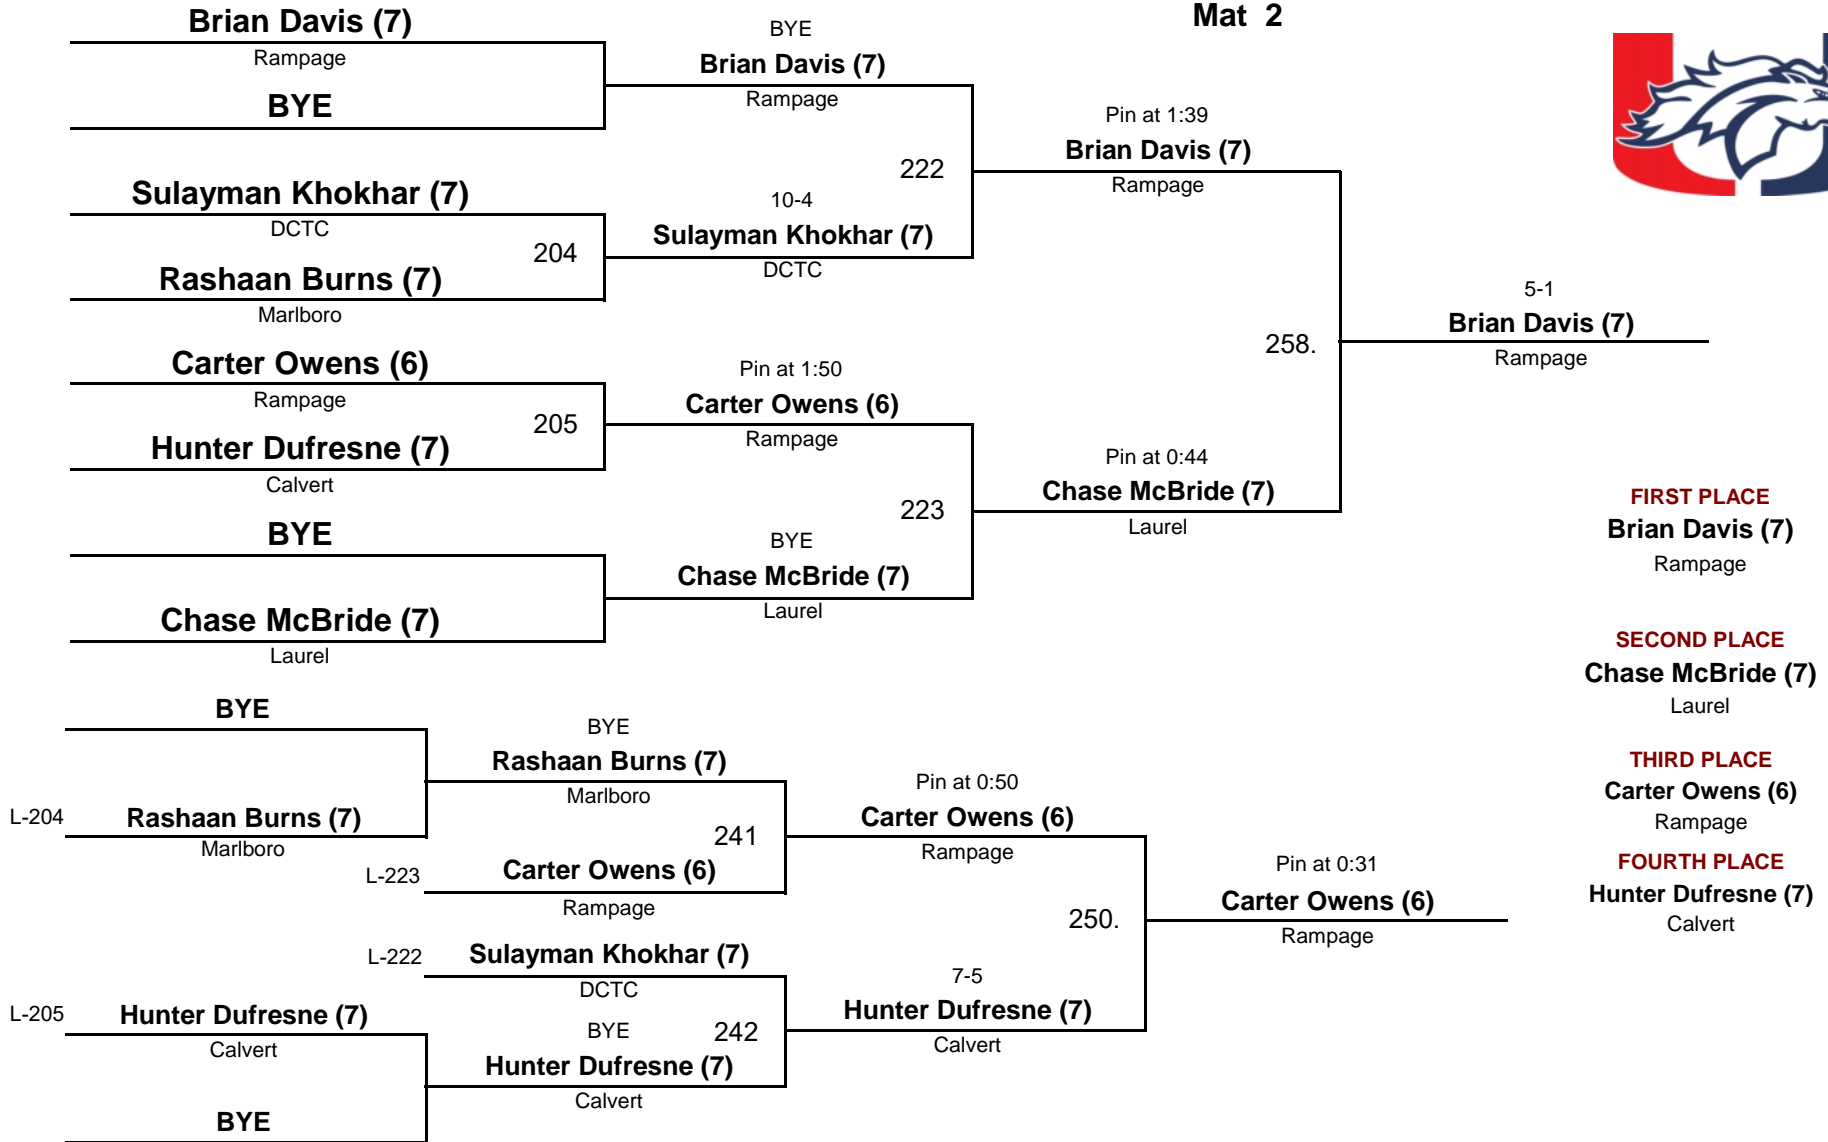 Mat 2
Brian Davis (7)
Rampage
BYE
Sulayman Khokhar (7)
DCTC
204
Rashaan Burns (7)
Marlboro
Carter Owens (6)
Rampage
205
Hunter Dufresne (7)
Calvert
BYE
Chase McBride (7)
Laurel
BYE
Brian Davis (7)
Rampage
222
10-4
Sulayman Khokhar (7)
DCTC
Pin at 1:50
Carter Owens (6)
Rampage
223
BYE
Chase McBride (7)
Laurel
Pin at 1:39
Brian Davis (7)
Rampage
258.
Pin at 0:44
Chase McBride (7)
Laurel
5-1
Brian Davis (7)
Rampage
FIRST PLACE
Brian Davis (7)
Rampage
SECOND PLACE
Chase McBride (7)
Laurel
THIRD PLACE
Carter Owens (6)
Rampage
FOURTH PLACE
Hunter Dufresne (7)
Calvert
BYE
L-204
Rashaan Burns (7)
Marlboro
L-205
Hunter Dufresne (7)
Calvert
BYE
BYE
Rashaan Burns (7)
Marlboro
241
L-223
Carter Owens (6)
Rampage
L-222
Sulayman Khokhar (7)
DCTC
BYE
242
Hunter Dufresne (7)
Calvert
Pin at 0:50
Carter Owens (6)
Rampage
250.
7-5
Hunter Dufresne (7)
Calvert
Pin at 0:31
Carter Owens (6)
Rampage